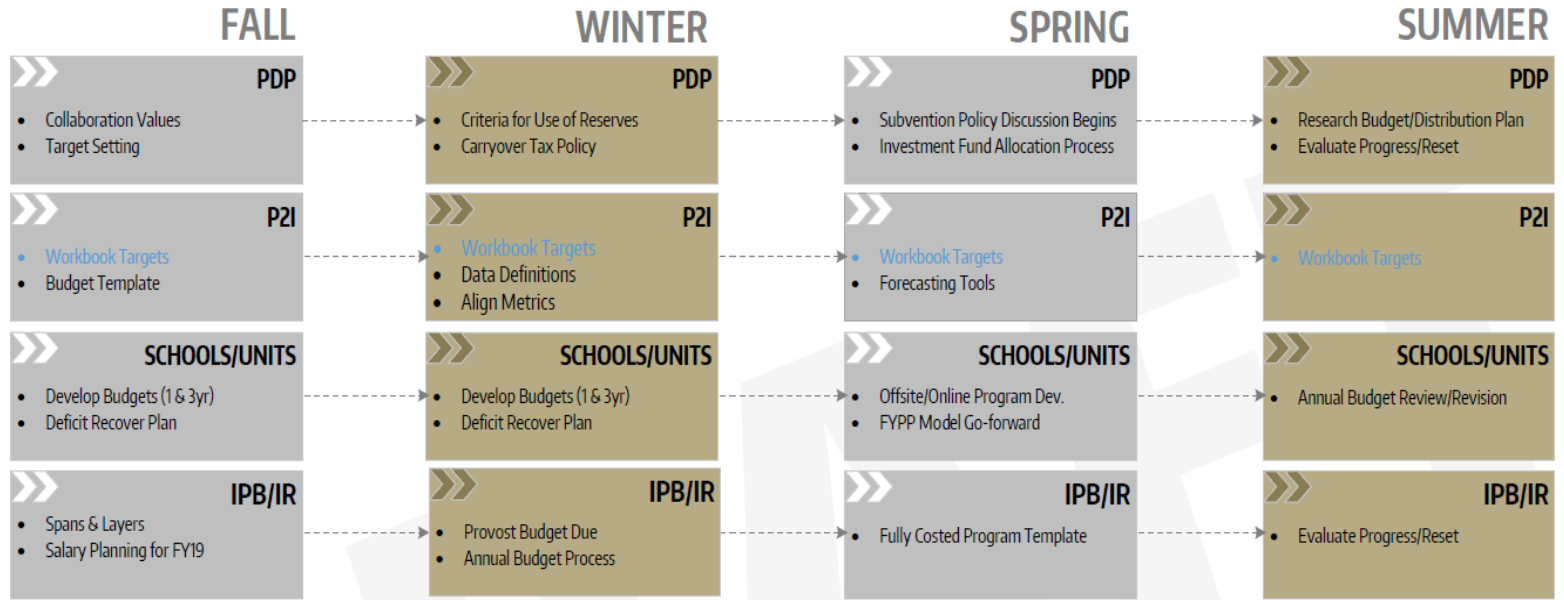 FALL
WINTER
SPRING
SUMMER
PDP
• Collaboration Values
• Target Setting
PDP
• Criteria for Use of Reserves
• Carryover Tax Policy
PDP
• Subvention Policy Discussion Begins
• Investment Fund Allocation Process
PDP
• Research Budget/Distribution Plan
• Evaluate Progress/Reset
P2I
• Workbook Targets
• Budget Template
P2I
• Workbook Targets
• Data Definitions
• Align Metrics
P2I
• Workbook Targets
• Forecasting Tools
P2I
• Workbook Targets
SCHOOLS/UNITS
• Develop Budgets (1 & 3yr)
• Deficit Recover Plan
SCHOOLS/UNITS
• Develop Budgets (1 & 3yr)
• Deficit Recover Plan
SCHOOLS/UNITS
• Offsite/Online Program Dev.
• FYPP Model Go-forward
SCHOOLS/UNITS
• Annual Budget Review/Revision
IPB/IR
• Spans & Layers
• Salary Planning for FY19
IPB/IR
• Provost Budget Due
• Annual Budget Process
IPB/IR
• Fully Costed Program Template
IPB/IR
• Evaluate Progress/Reset